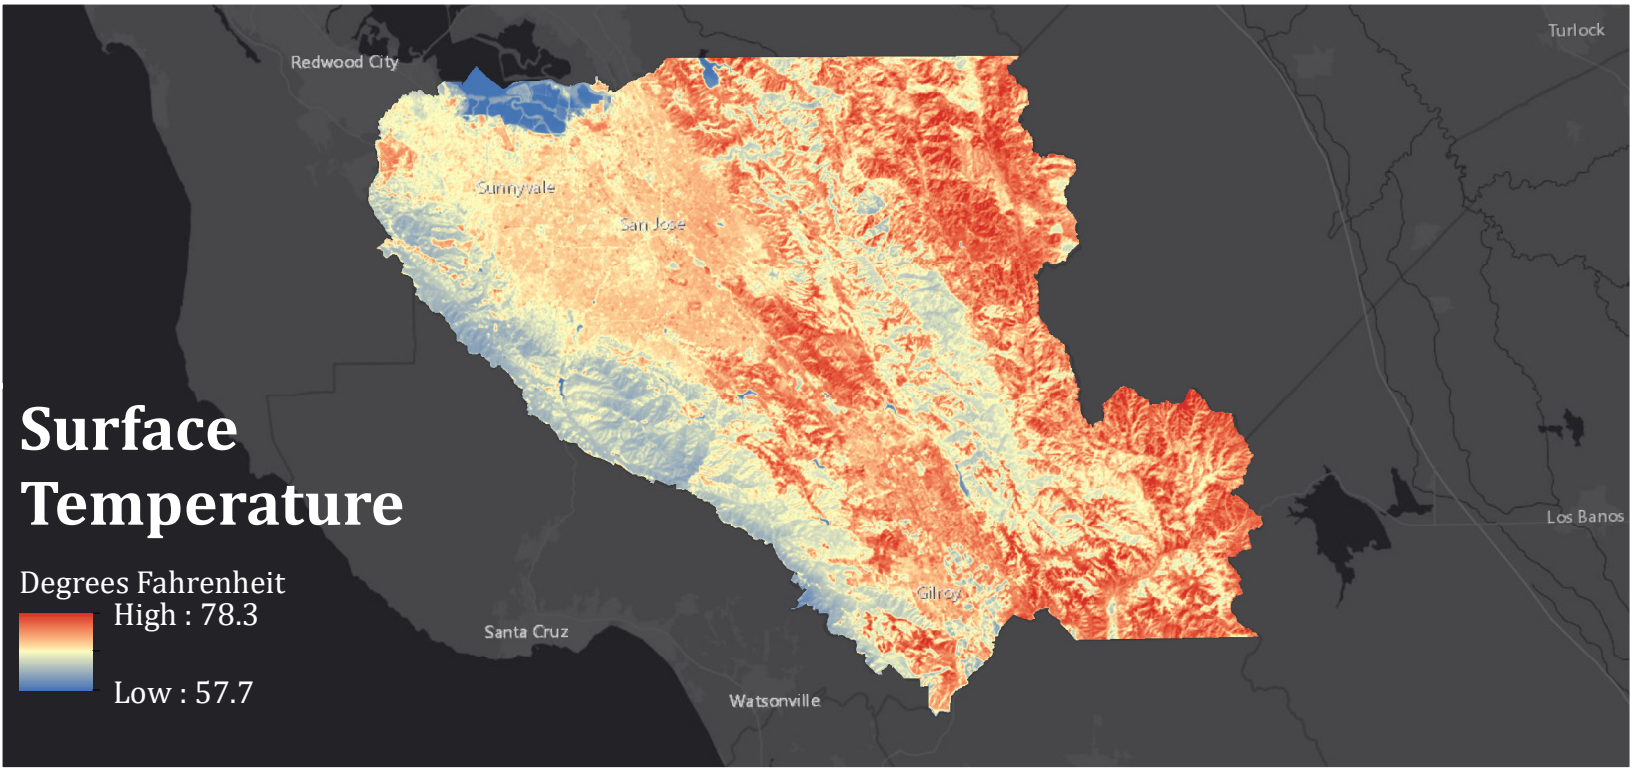 Turlock
Redwood City
Sunnyvale
San Jose
Surface
Temperature
Los Banos
Degrees Fahrenheit
High : 78.3
Gilroy
Santa Cruz
Low : 57.7
Watsonville